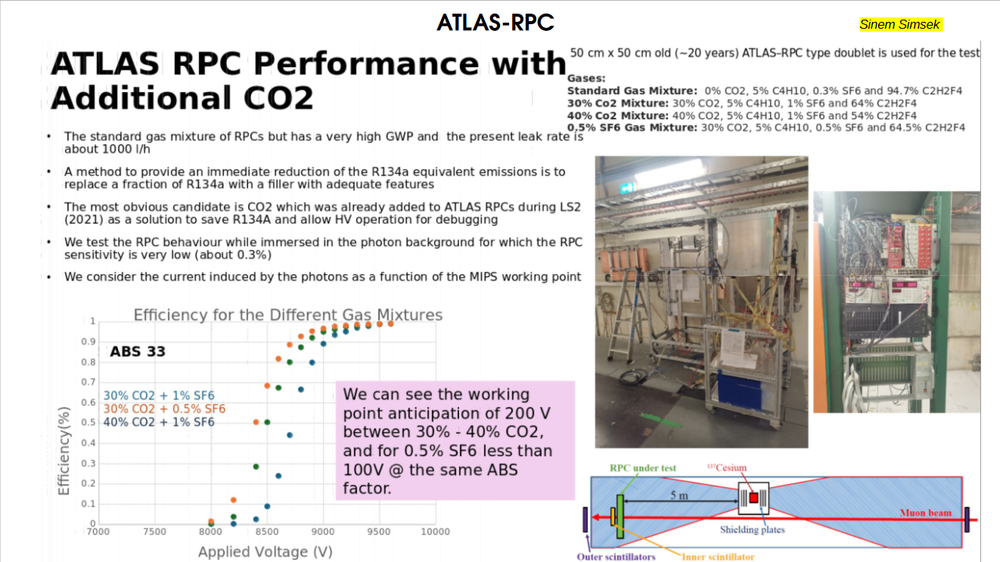 ATLAS-RPC
Sinem Simsek
ATLAS RPC Performance with
Additional CO2
50 cm x 50 cm old (~20 years) ATLAS–RPC type doublet is used for the test
Gases:
Standard Gas Mixture: 0% CO2, 5% C4H10, 0.3% SF6 and 94.7% C2H2F4
30% Co2 Mixture: 30% CO2, 5% C4H10, 1% SF6 and 64% C2H2F4
40% Co2 Mixture: 40% CO2, 5% C4H10, 1% SF6 and 54% C2H2F4
0.5% SF6 Gas Mixture: 30% CO2, 5% C4H10, 0.5% SF6 and 64.5% C2H2F4
• The standard gas mixture of RPCs but has a very high GWP and the present leak rate is
about 1000 l/h
• A method to provide an immediate reduction of the R134a equivalent emissions is to
replace a fraction of R134a with a filler with adequate features
• The most obvious candidate is CO2 which was already added to ATLAS RPCs during LS2
(2021) as a solution to save R134A and allow HV operation for debugging
• We test the RPC behaviour while immersed in the photon background for which the RPC
sensitivity is very low (about 0.3%)
• We consider the current induced by the photons as a function of the MIPS working point
Efficiency for the Different Gas Mixtures
ABS 33
30% CO2 + 1% SF6
30% CO2 + 0.5% SF6
40% CO2 + 1% SF6
Efficiency(%)
1
0.9
0.8
0.7
0.6
0.5
0.4
0.3
0.2
0.1
0
7000 7500 8000 8500 9000 9500 10000
Applied Voltage (V)
We can see the
working
point anticipation of 200 V
between 30% - 40% CO2,
and for 0.5% SF6 less than
100V @ the same ABS
factor.
RPC under test
¹³⁷Cesium
5 m
Muon beam
Shielding plates
Outer scintillators
Inner scintillator